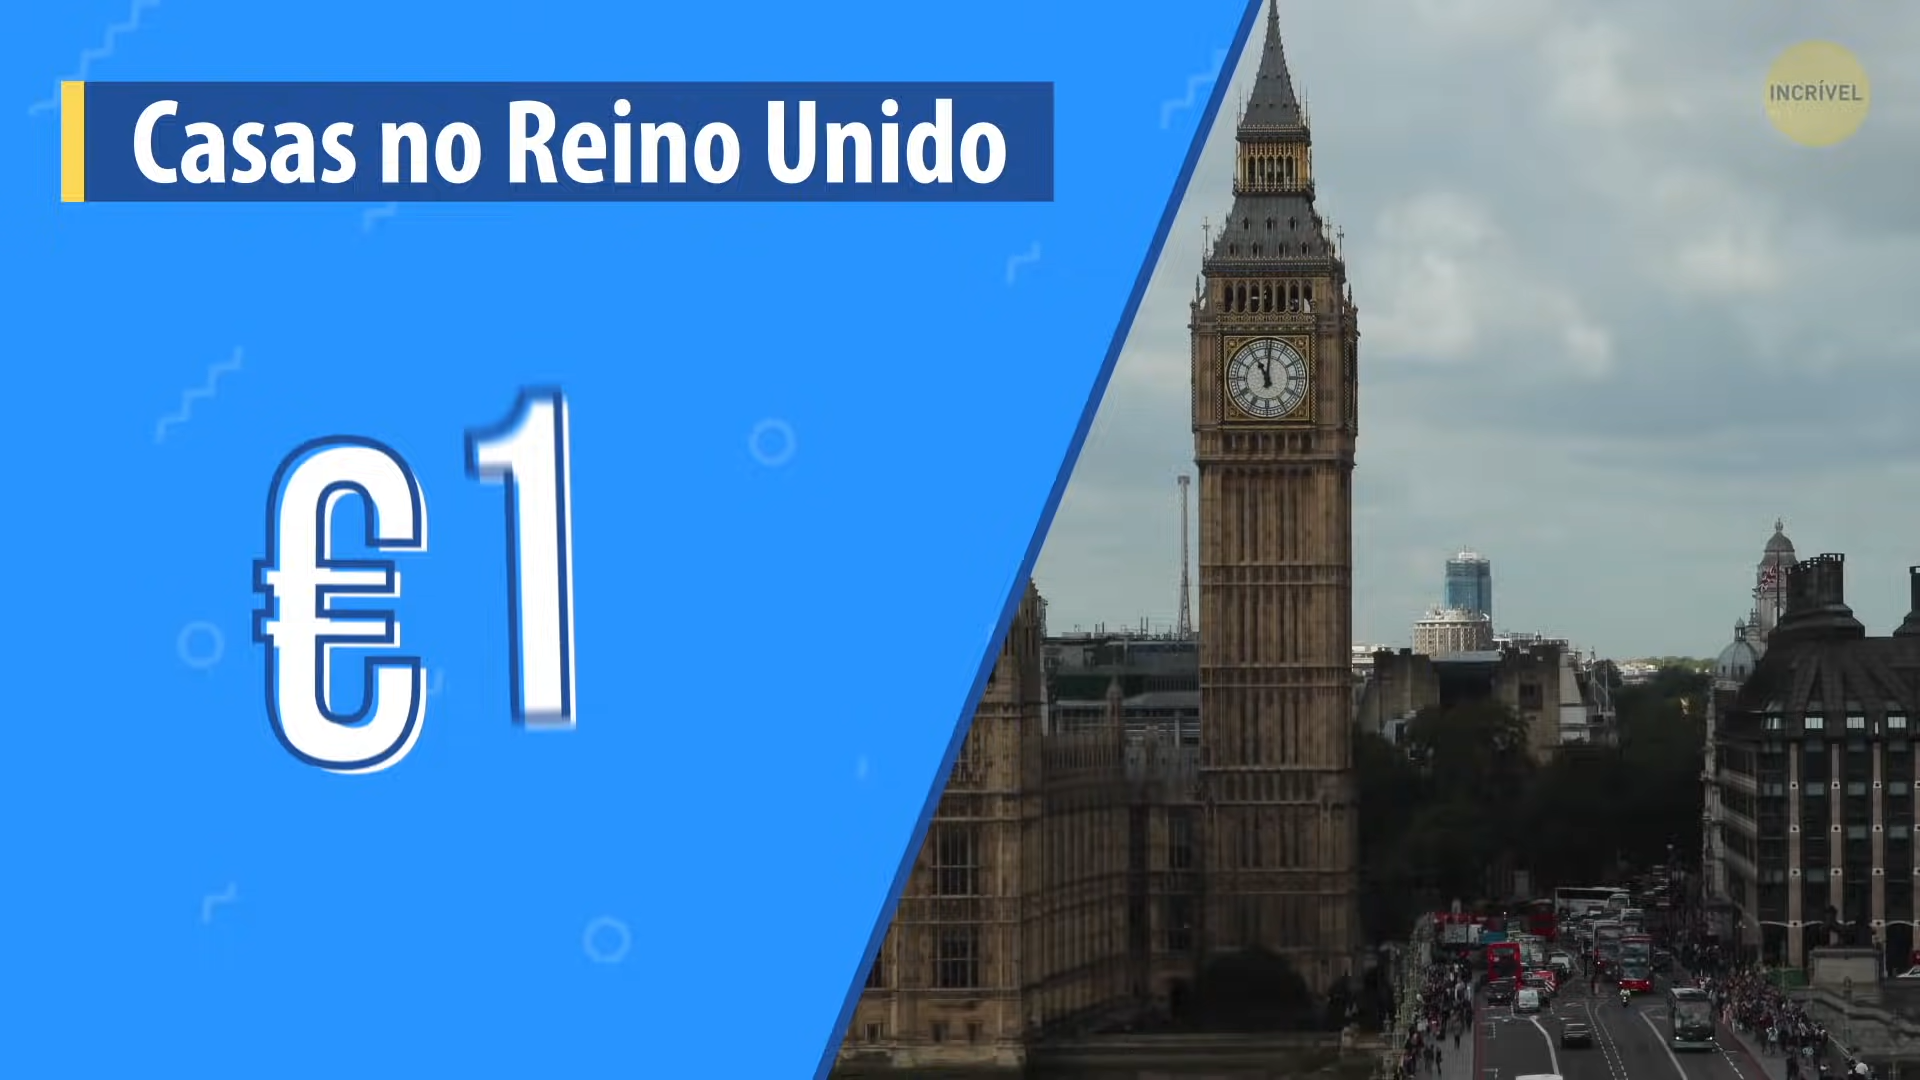 Casas no Reino Unido
INCRÍVEL
€1